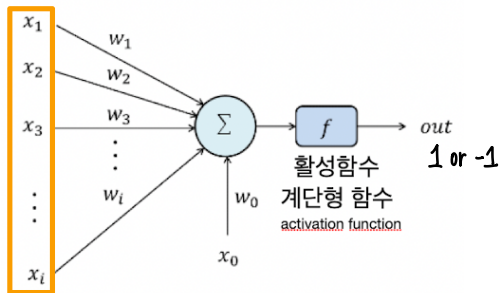 x₁
w₁
x₂
w₂
x₃
w₃
⋮
⋮
wᵢ
xᵢ
Σ
w₀
x₀
f
out
1 or -1
활성함수
계단형 함수
activation function